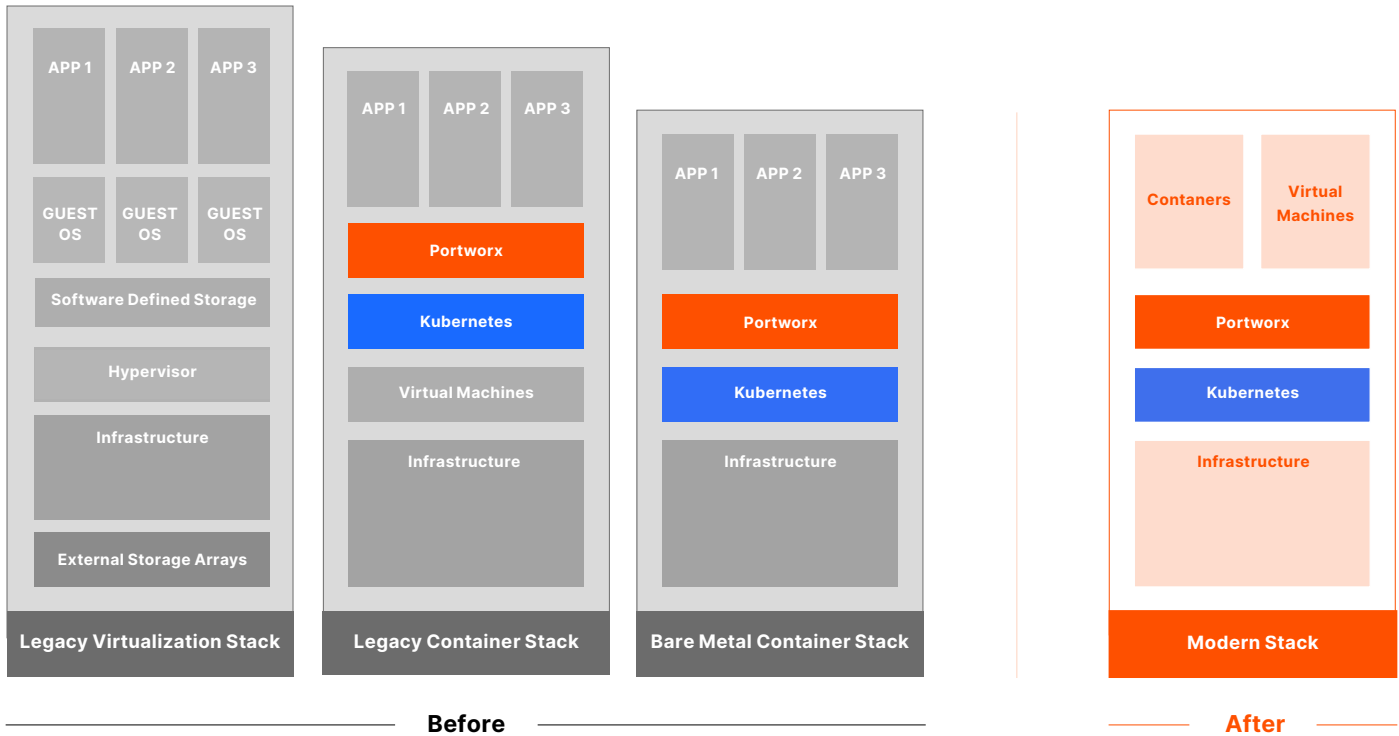 APP 1
APP 2
APP 3
GUEST
OS
GUEST
OS
GUEST
OS
Software Defined Storage
Hypervisor
Infrastructure
External Storage Arrays
Legacy Virtualization Stack
APP 1
APP 2
APP 3
Portworx
Kubernetes
Virtual Machines
Infrastructure
Legacy Container Stack
APP 1
APP 2
APP 3
Portworx
Kubernetes
Infrastructure
Bare Metal Container Stack
Before
Contaners
Virtual
Machines
Portworx
Kubernetes
Infrastructure
Modern Stack
After